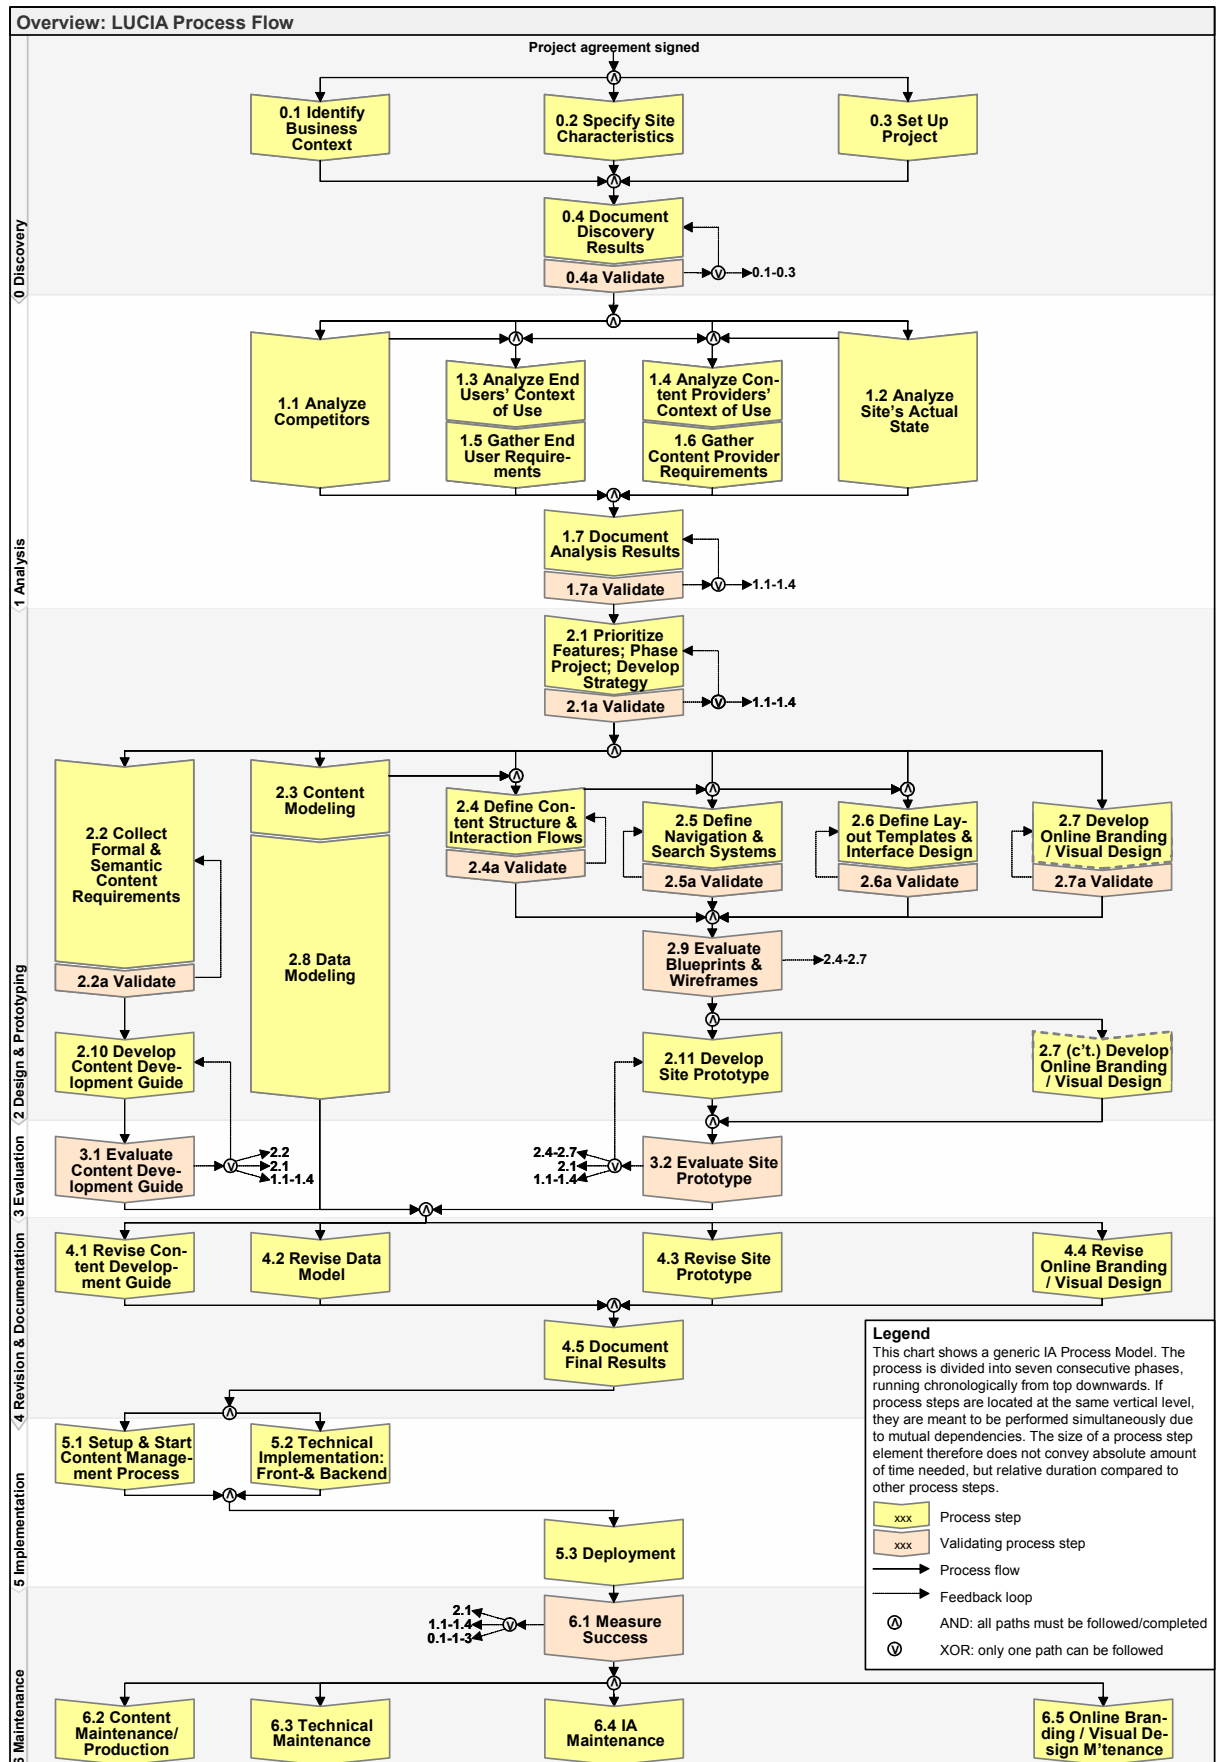 Overview: LUCIA Process Flow
Project agreement signed
0.1 Identify
Business
Context
0.2 Specify Site
Characteristics
0.3 Set Up
Project
0.4 Document
Discovery
Results
0.4a Validate
0.1-0.3
0 Discovery
1.1 Analyze
Competitors
1.3 Analyze End
Users' Context
of Use
1.5 Gather End
User Require-
ments
1.4 Analyze Con-
tent Providers'
Context of Use
1.6 Gather
Content Provider
Requirements
1.2 Analyze
Site's Actual
State
1.7 Document
Analysis Results
1.7a Validate
1.1-1.4
1 Analysis
2.1 Prioritize
Features; Phase
Project; Develop
Strategy
2.1a Validate
1.1-1.4
2.2 Collect
Formal &
Semantic
Content
Requirements
2.2a Validate
2.3 Content
Modeling
2.8 Data
Modeling
2.4 Define Con-
tent Structure &
Interaction Flows
2.4a Validate
2.5 Define
Navigation &
Search Systems
2.5a Validate
2.6 Define Lay-
out Templates &
Interface Design
2.6a Validate
2.7 Develop
Online Branding
/ Visual Design
2.7a Validate
2.9 Evaluate
Blueprints &
Wireframes
2.4-2.7
2.10 Develop
Content Deve-
lopment Guide
2.11 Develop
Site Prototype
2.7 (c't.) Develop
Online Branding
/ Visual Design
2 Design & Prototyping
3.1 Evaluate
Content Deve-
lopment Guide
2.2
2.1
1.1-1.4
2.4-2.7
2.1
1.1-1.4
3.2 Evaluate Site
Prototype
3 Evaluation
4.1 Revise Con-
tent Develop-
ment Guide
4.2 Revise Data
Model
4.3 Revise Site
Prototype
4.4 Revise
Online Branding
/ Visual Design
4.5 Document
Final Results
4 Revision & Documentation
5.1 Setup & Start
Content Manage-
ment Process
5.2 Technical
Implementation:
Front-& Backend
5.3 Deployment
5 Implementation
2.1
1.1-1.4
0.1-1-3
6.1 Measure
Success
6.2 Content
Maintenance/
Production
6.3 Technical
Maintenance
6.4 IA
Maintenance
6.5 Online Bran-
ding / Visual De-
sign M'tenance
6 Maintenance
Legend
This chart shows a generic IA Process Model. The
process is divided into seven consecutive phases,
running chronologically from top downwards. If
process steps are located at the same vertical level,
they are meant to be performed simultaneously due
to mutual dependencies. The size of a process step
element therefore does not convey absolute amount
of time needed, but relative duration compared to
other process steps.
xxx Process step
xxx Validating process step
Process flow
Feedback loop
AND: all paths must be followed/completed
XOR: only one path can be followed